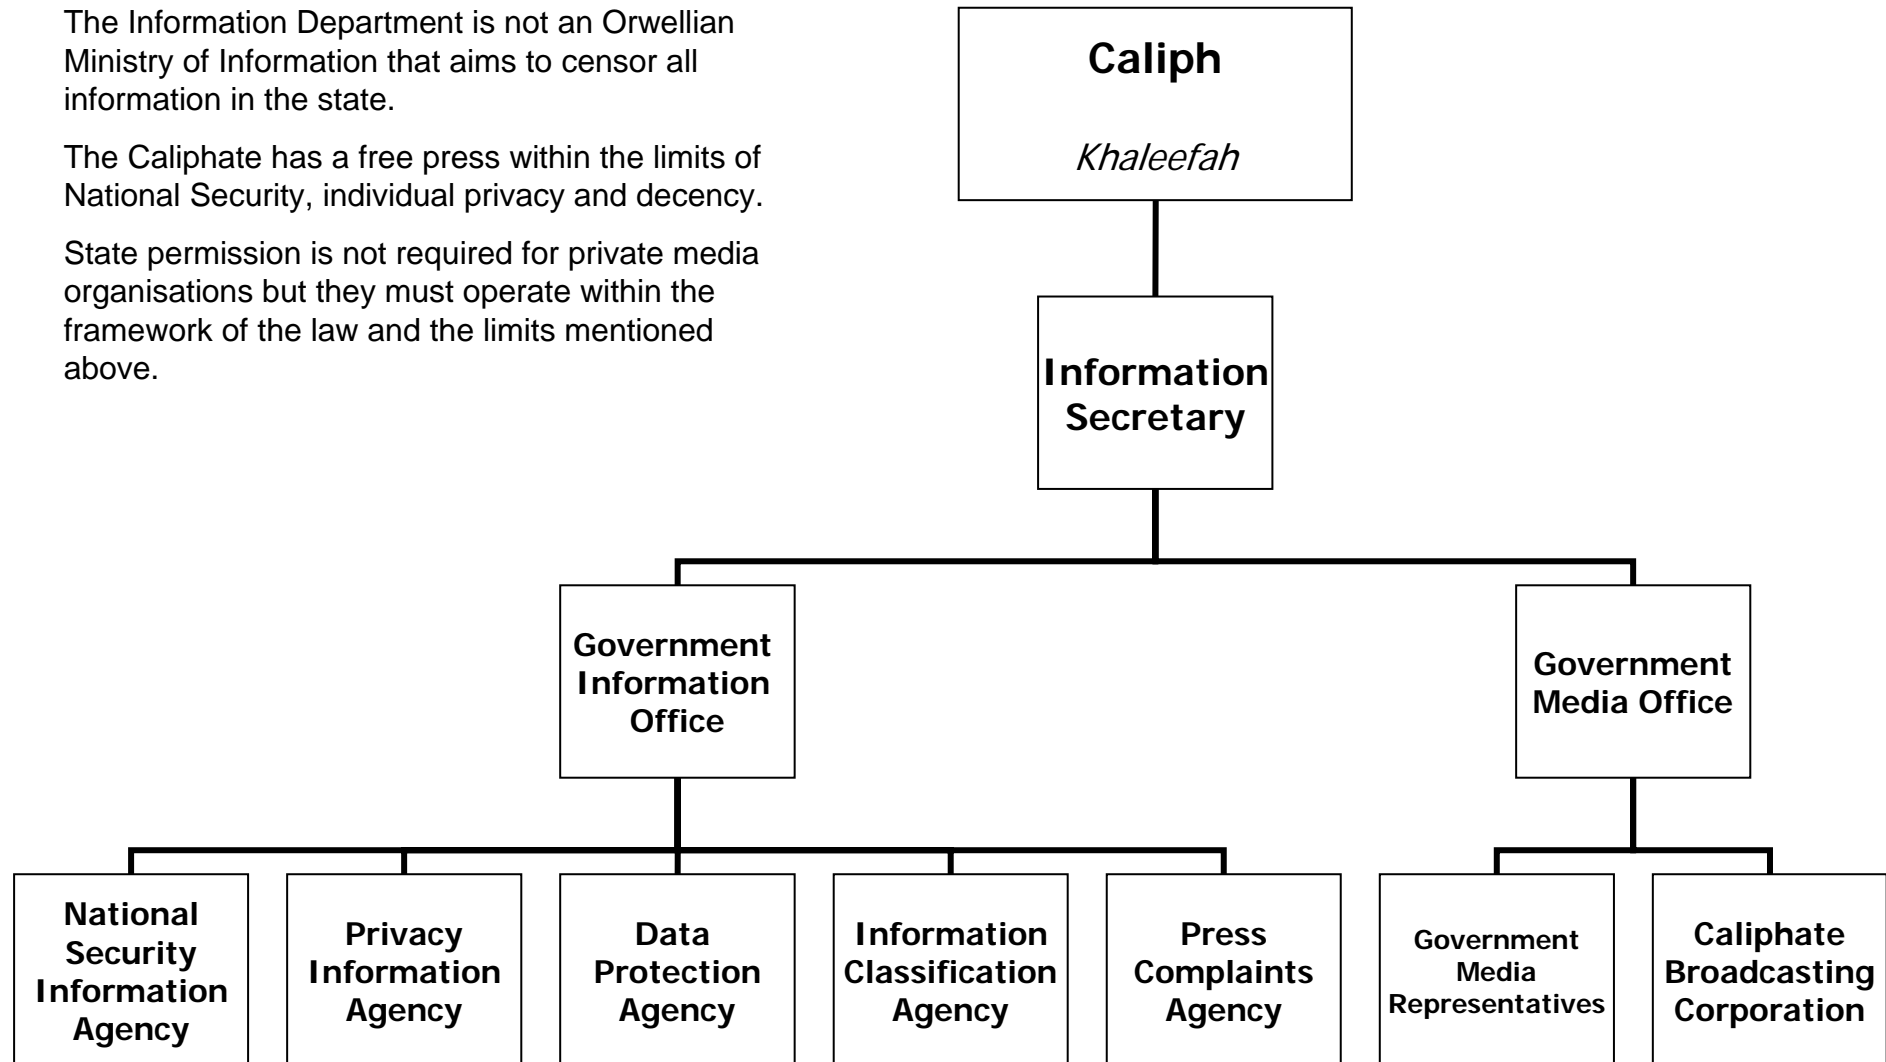 The Information Department is not an Orwellian
Ministry of Information that aims to censor all
information in the state.
The Caliphate has a free press within the limits of
National Security, individual privacy and decency.
State permission is not required for private media
organisations but they must operate within the
framework of the law and the limits mentioned
above.
Caliph
Khaleefah
Information
Secretary
Government
Information
Office
Government
Media Office
National
Security
Information
Agency
Privacy
Information
Agency
Data
Protection
Agency
Information
Classification
Agency
Press
Complaints
Agency
Government
Media
Representatives
Caliphate
Broadcasting
Corporation